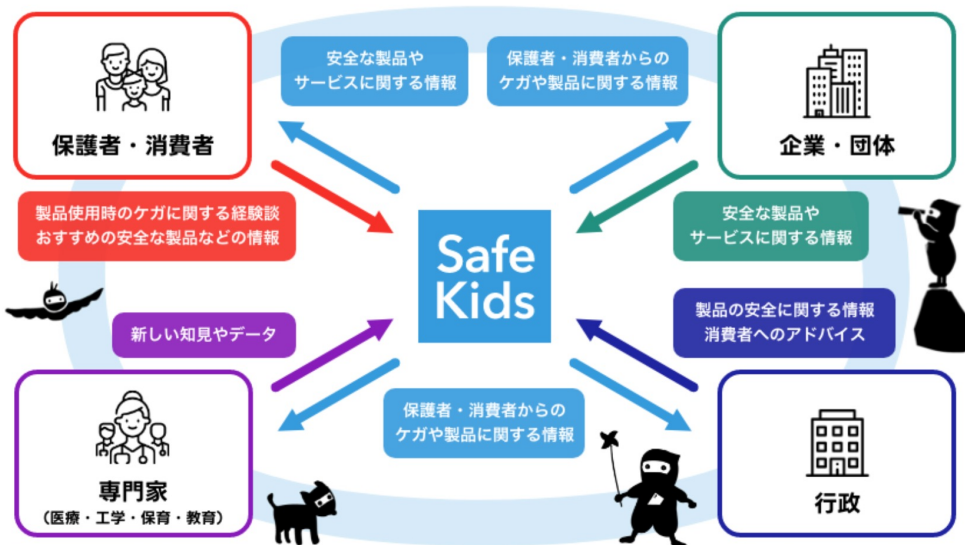 保護者・消費者
安全な製品や
サービスに関する情報
保護者・消費者からの
ケガや製品に関する情報
企業・団体
製品使用時のケガに関する経験談
おすすめの安全な製品などの情報
Safe
Kids
安全な製品や
サービスに関する情報
新しい知見やデータ
製品の安全に関する情報
消費者へのアドバイス
保護者・消費者からの
ケガや製品に関する情報
専門家
（医療・工学・保育・教育）
行政